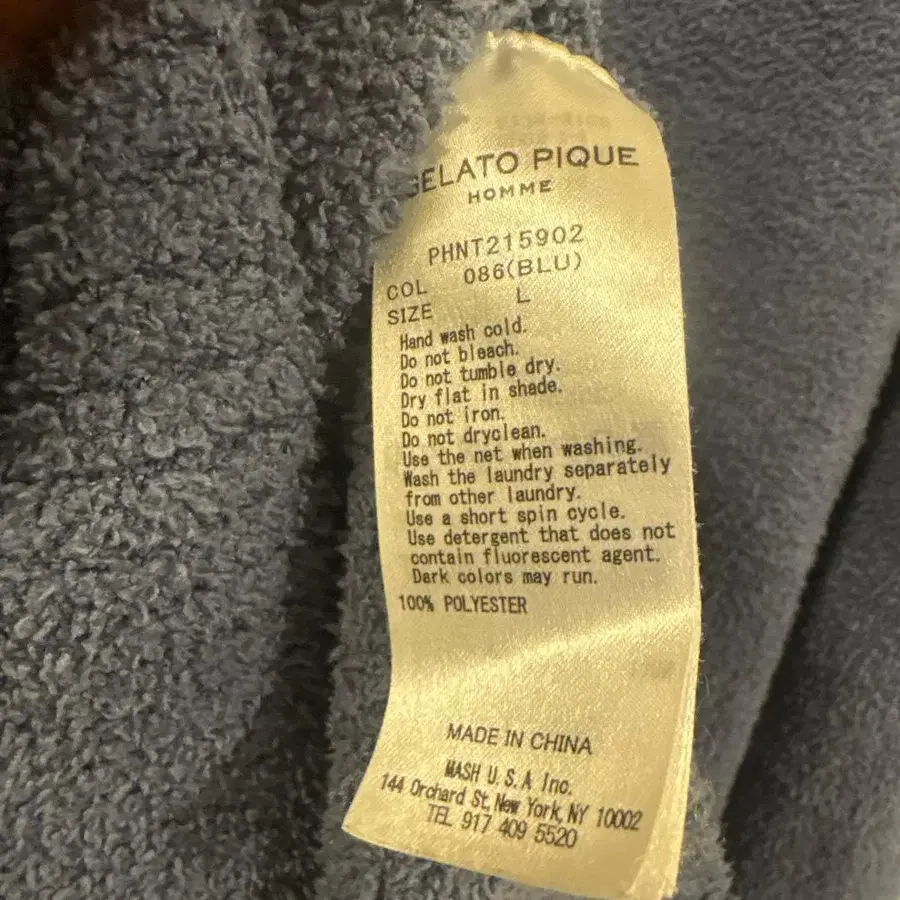 GELATO PIQUE
HOMME
PHNT215902
COL 086(BLU)
SIZE L
Hand wash cold.
Do not bleach.
Do not tumble dry.
Dry flat in shade.
Do not iron.
Do not dryclean.
Use the net when washing.
Wash the laundry separately
from other laundry.
Use a short spin cycle.
Use detergent that does not
contain fluorescent agent.
Dark colors may run.
100% POLYESTER
MADE IN CHINA
MASH U.S.A Inc.
144 Orchard St, New York, NY 10002
TEL 917 409 5520